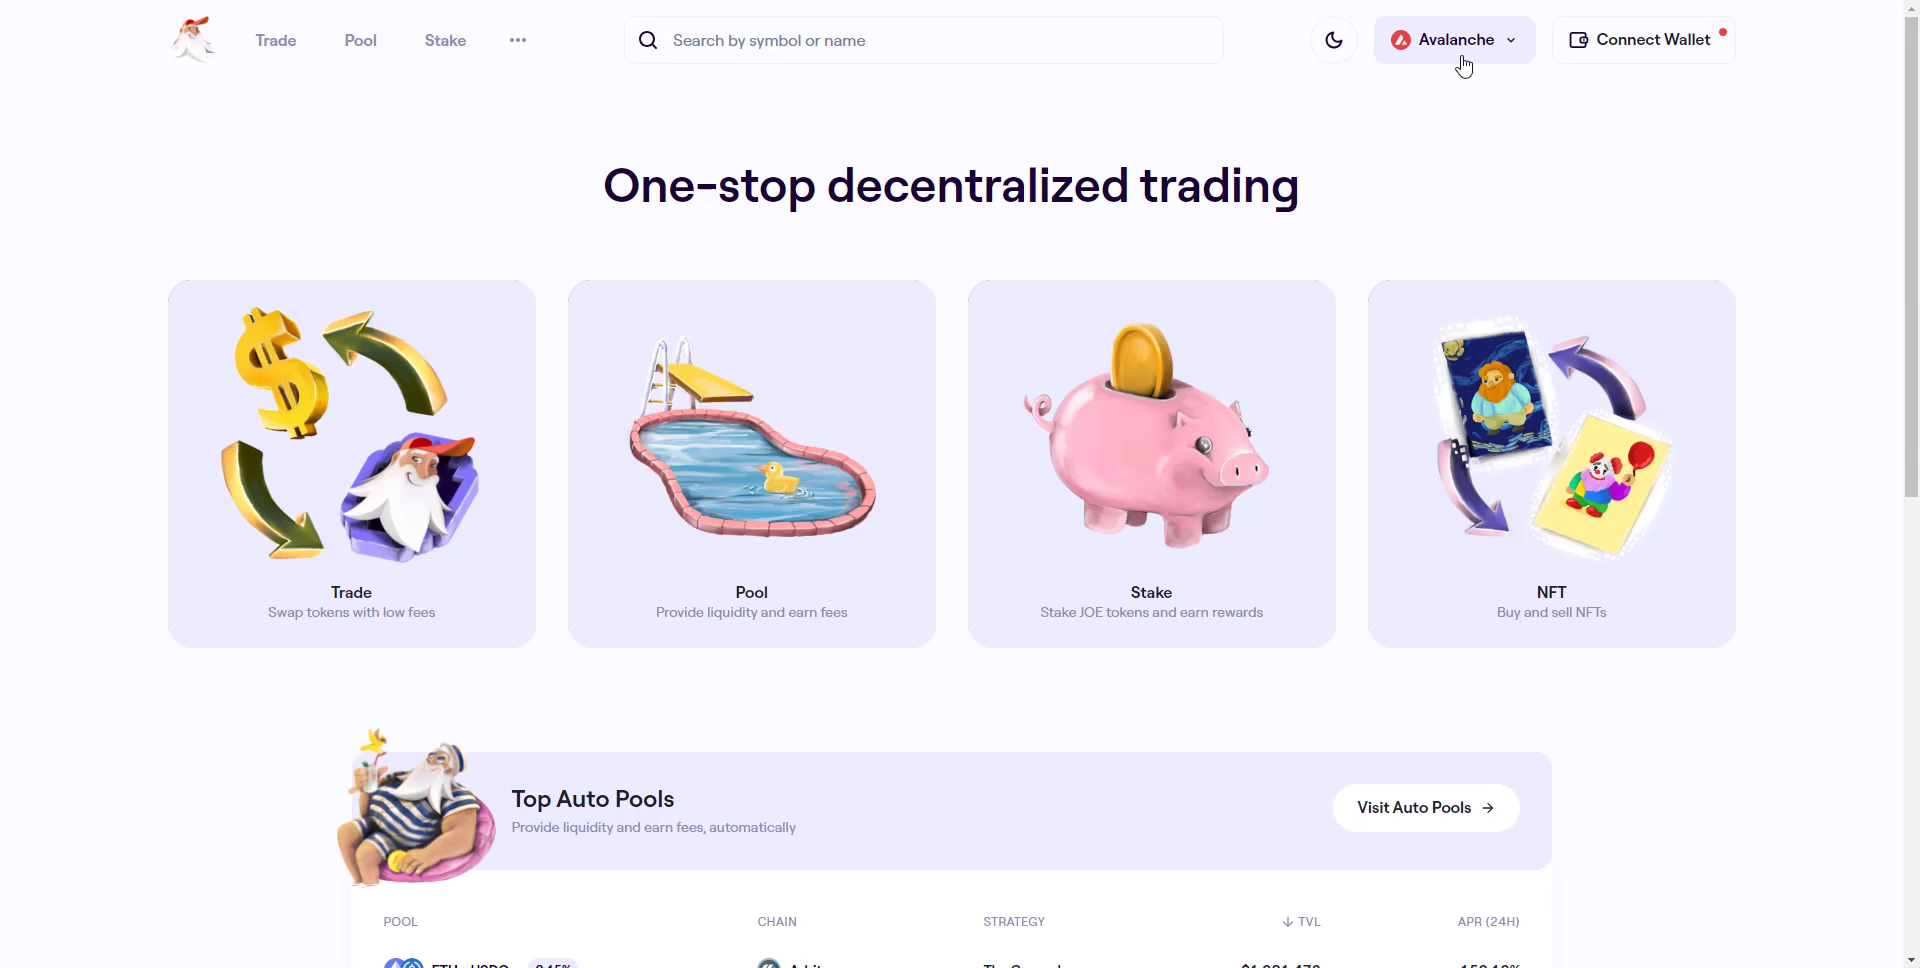 Trade Pool Stake ••• Search by symbol or name Avalanche Connect Wallet
One-stop decentralized trading
Trade
Swap tokens with low fees
Pool
Provide liquidity and earn fees
Stake
Stake JOE tokens and earn rewards
NFT
Buy and sell NFTs
Top Auto Pools
Provide liquidity and earn fees, automatically
Visit Auto Pools →
POOL CHAIN STRATEGY ↓ TVL APR (24H)